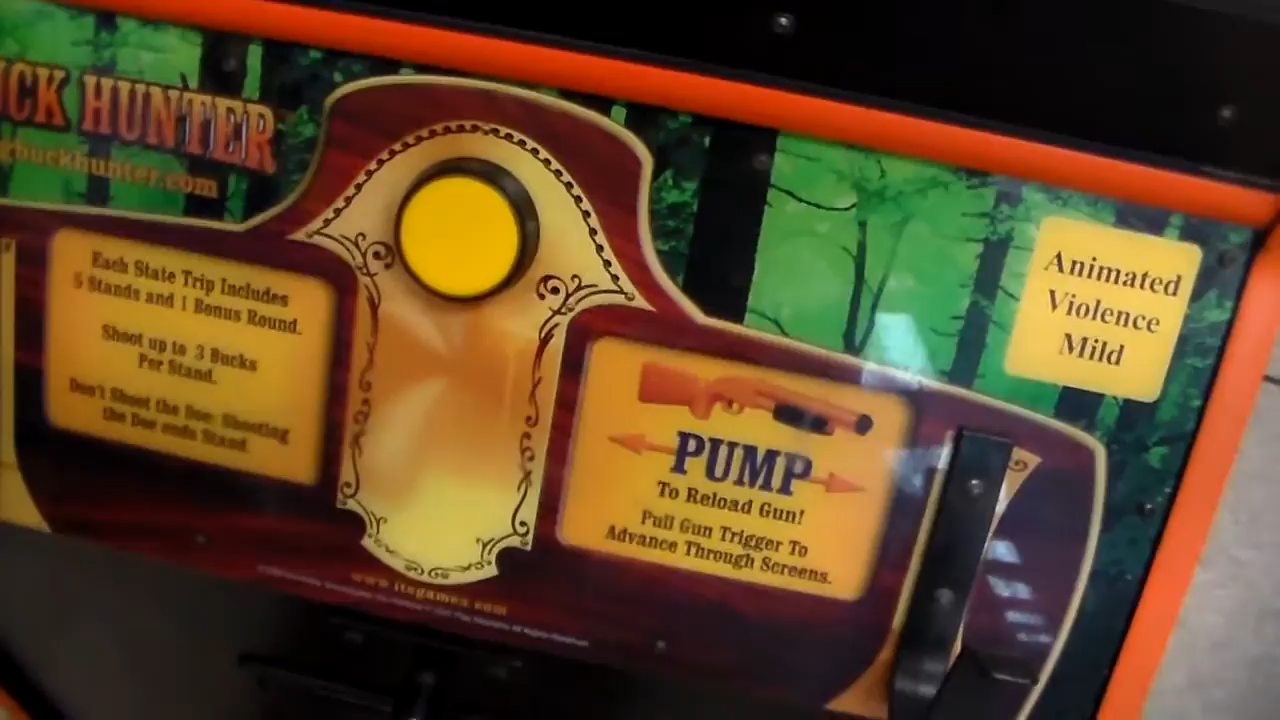 UCK HUNTER
gbuckhunter.com
Each State Trip Includes
5 Stands and 1 Bonus Round.
Shoot up to 3 Bucks
Per Stand.
Don't Shoot the Doe: Shooting
the Doe ends Stand.
PUMP
To Reload Gun!
Pull Gun Trigger To
Advance Through Screens.
Animated
Violence
Mild
www.itsgames.com